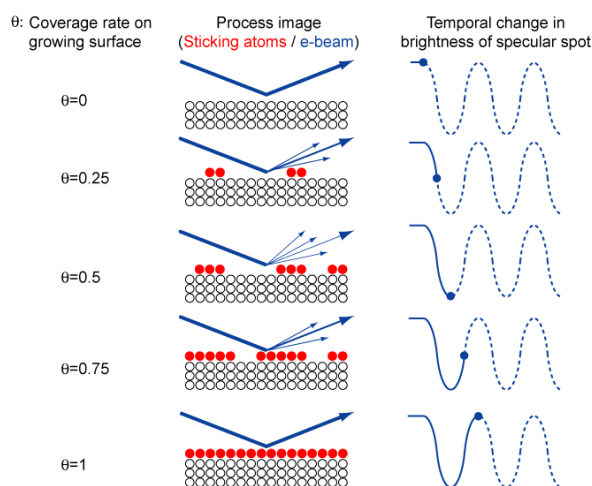 θ: Coverage rate on
growing surface
Process image
(Sticking atoms / e-beam)
Temporal change in
brightness of specular spot
θ=0
θ=0.25
θ=0.5
θ=0.75
θ=1